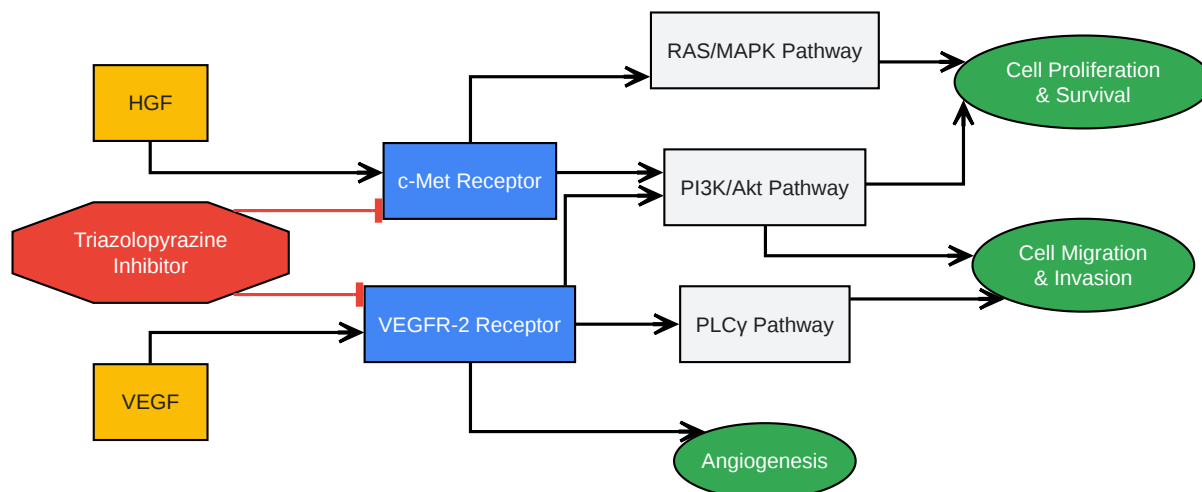 RAS/MAPK Pathway
Cell Proliferation
& Survival
HGF
c-Met Receptor
PI3K/Akt Pathway
Triazolopyrazine
Inhibitor
Cell Migration
& Invasion
VEGFR-2 Receptor
PLCγ Pathway
VEGF
Angiogenesis